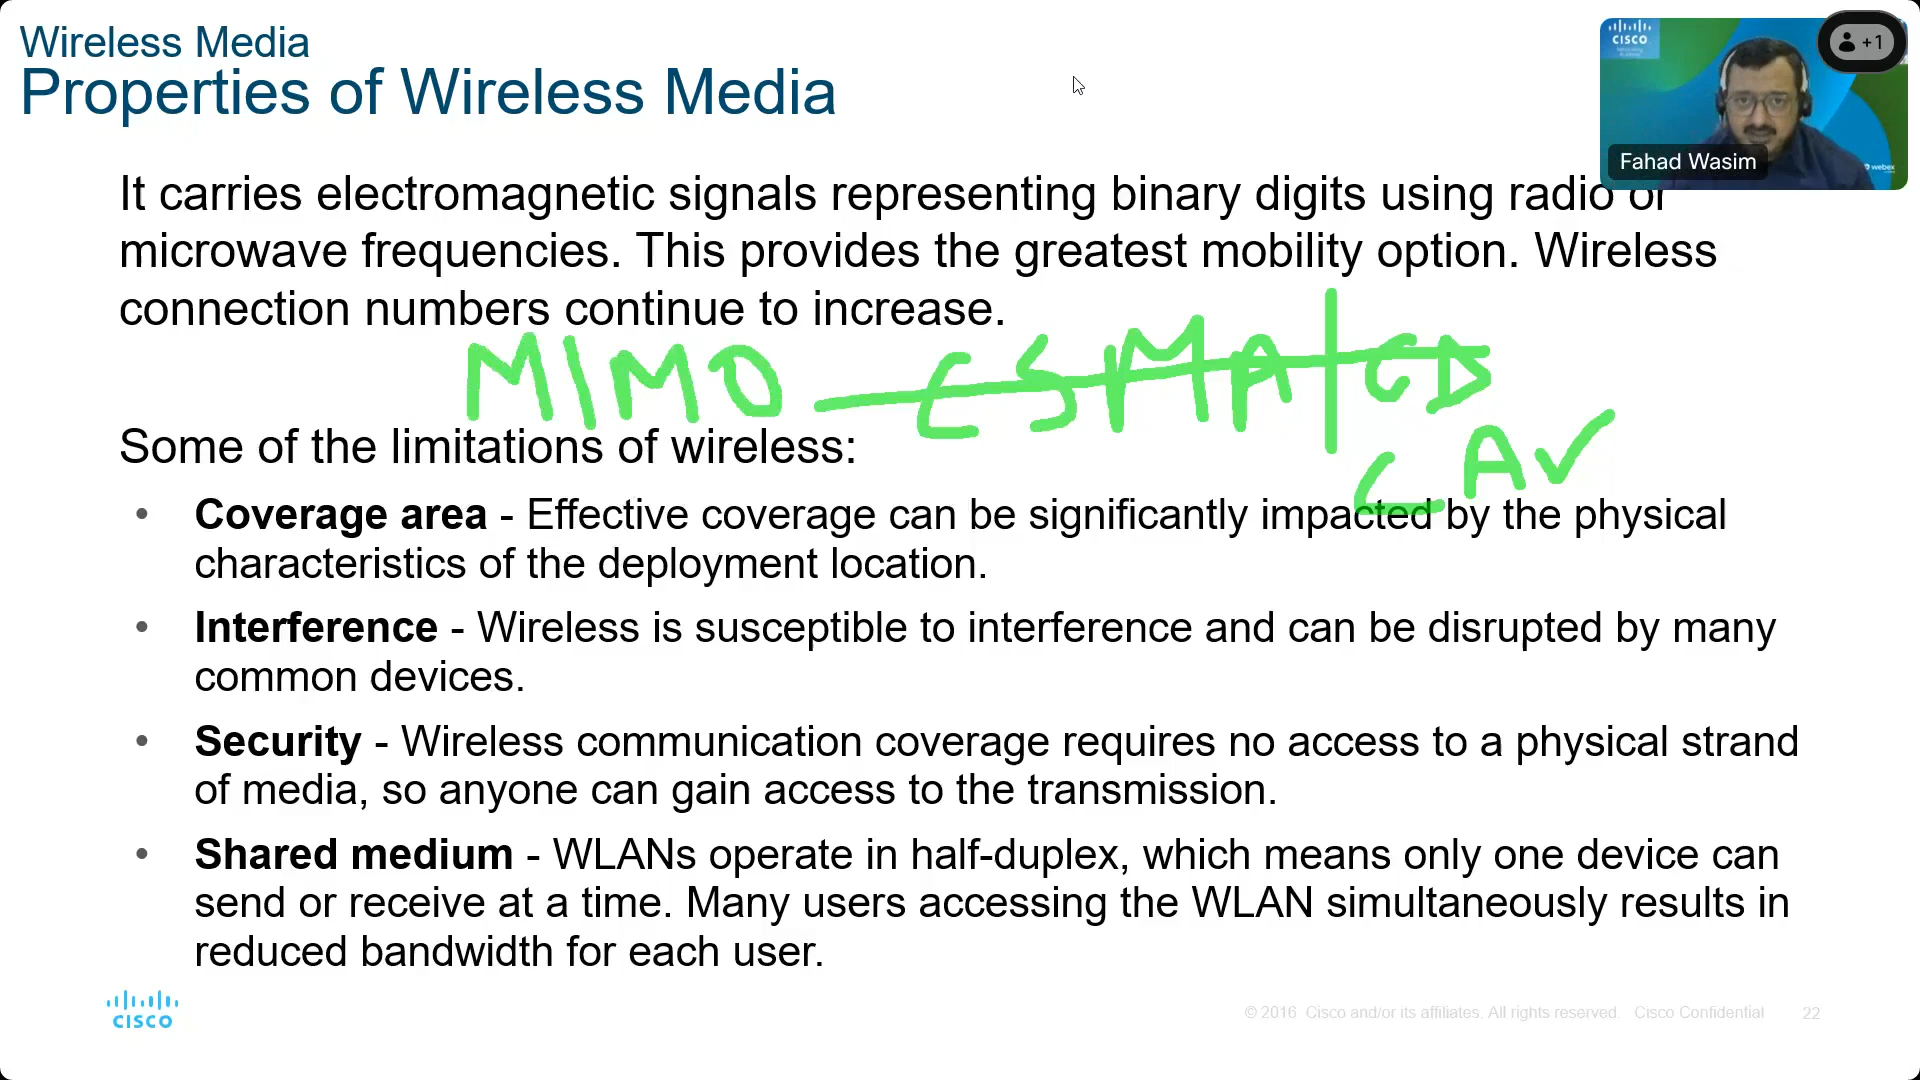 Wireless Media
Properties of Wireless Media
CISCO
+1
Fahad Wasim
webex
It carries electromagnetic signals representing binary digits using radio or
microwave frequencies. This provides the greatest mobility option. Wireless
connection numbers continue to increase.
MIMO CSMA/CD
CA✓
Some of the limitations of wireless:
• Coverage area - Effective coverage can be significantly impacted by the physical
characteristics of the deployment location.
• Interference - Wireless is susceptible to interference and can be disrupted by many
common devices.
• Security - Wireless communication coverage requires no access to a physical strand
of media, so anyone can gain access to the transmission.
• Shared medium - WLANs operate in half-duplex, which means only one device can
send or receive at a time. Many users accessing the WLAN simultaneously results in
reduced bandwidth for each user.
CISCO
© 2016 Cisco and/or its affiliates. All rights reserved. Cisco Confidential 22